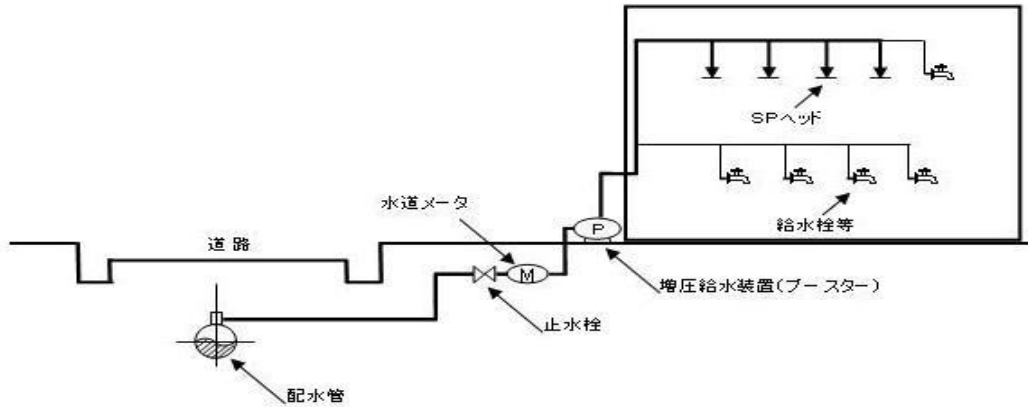 SPヘッド
給水栓等
水道メータ
P
道路
M
増圧給水装置(ブースター)
止水栓
配水管